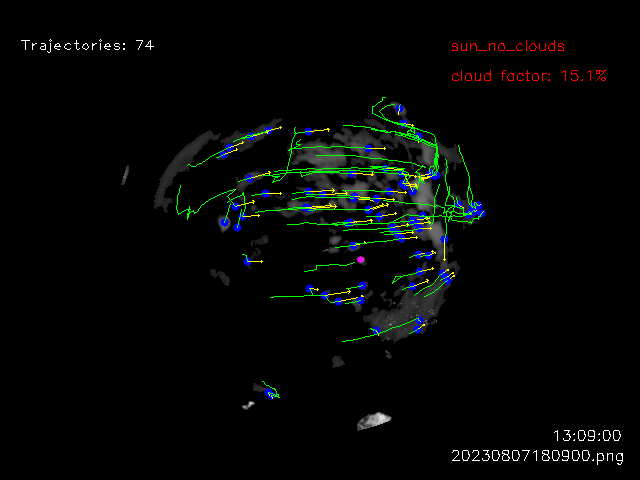 Trajectories: 74
sun_no_clouds
cloud factor: 15.1%
13:09:00
20230807180900.png